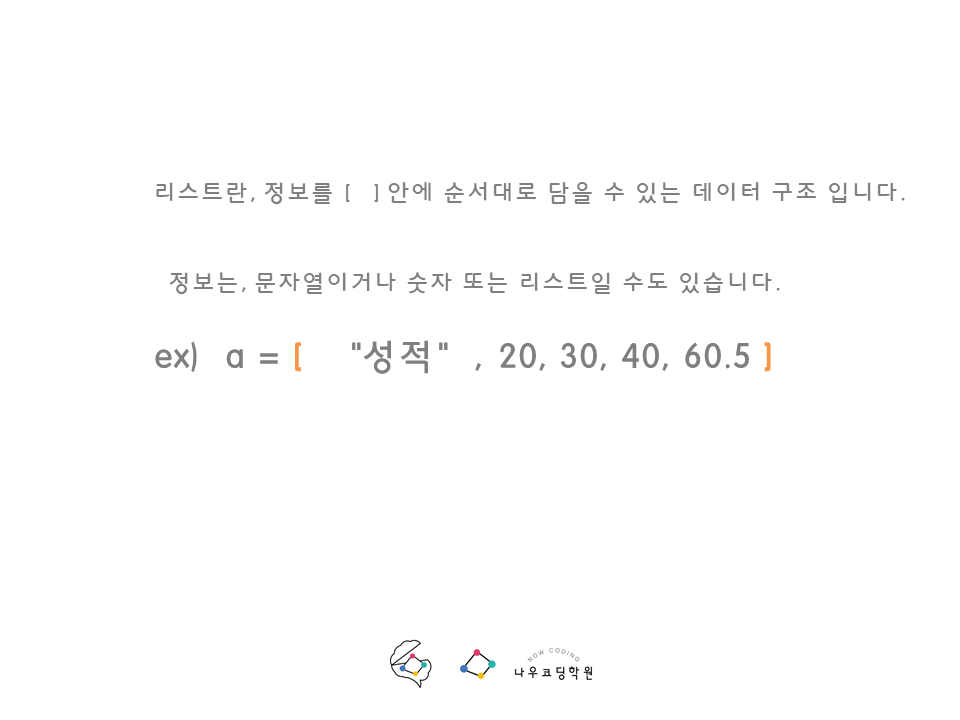 리스트란, 정보를 [  ] 안에 순서대로 담을 수 있는 데이터 구조 입니다.
정보는, 문자열이거나 숫자 또는 리스트일 수도 있습니다.
ex)  a = [   "성적"  , 20, 30, 40, 60.5 ]
NOW CODING
나우코딩학원